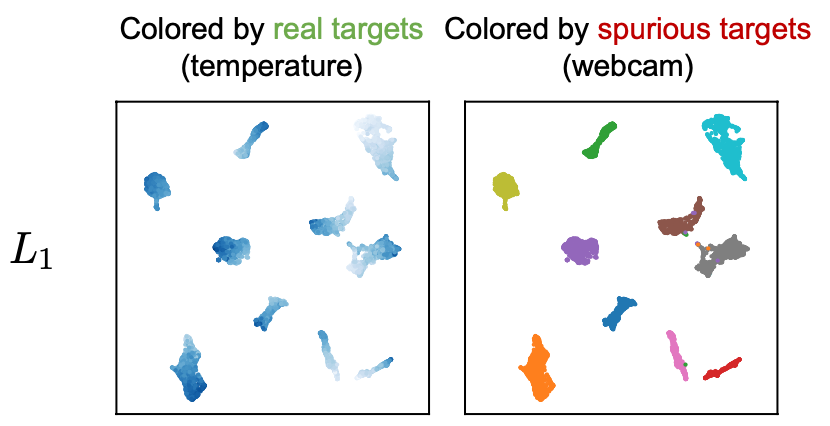 Colored by real targets
(temperature)
Colored by spurious targets
(webcam)
L₁